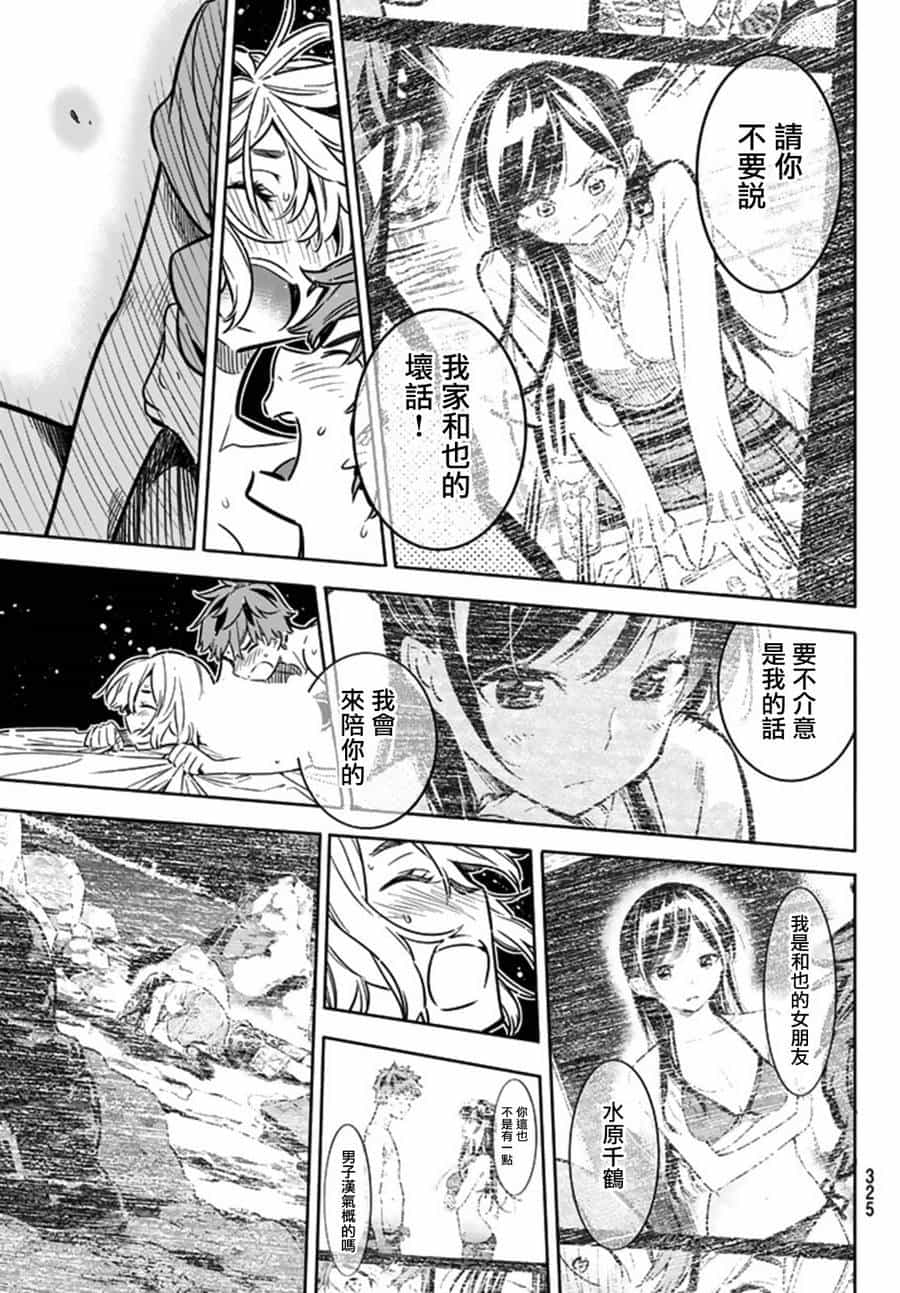 請你
不要説
我家和也的
壞話！
要不介意
是我的話
我會
來陪你的
我是和也的女朋友
水原千鶴
你這也
不是有一點
男子漢氣概的嗎
325